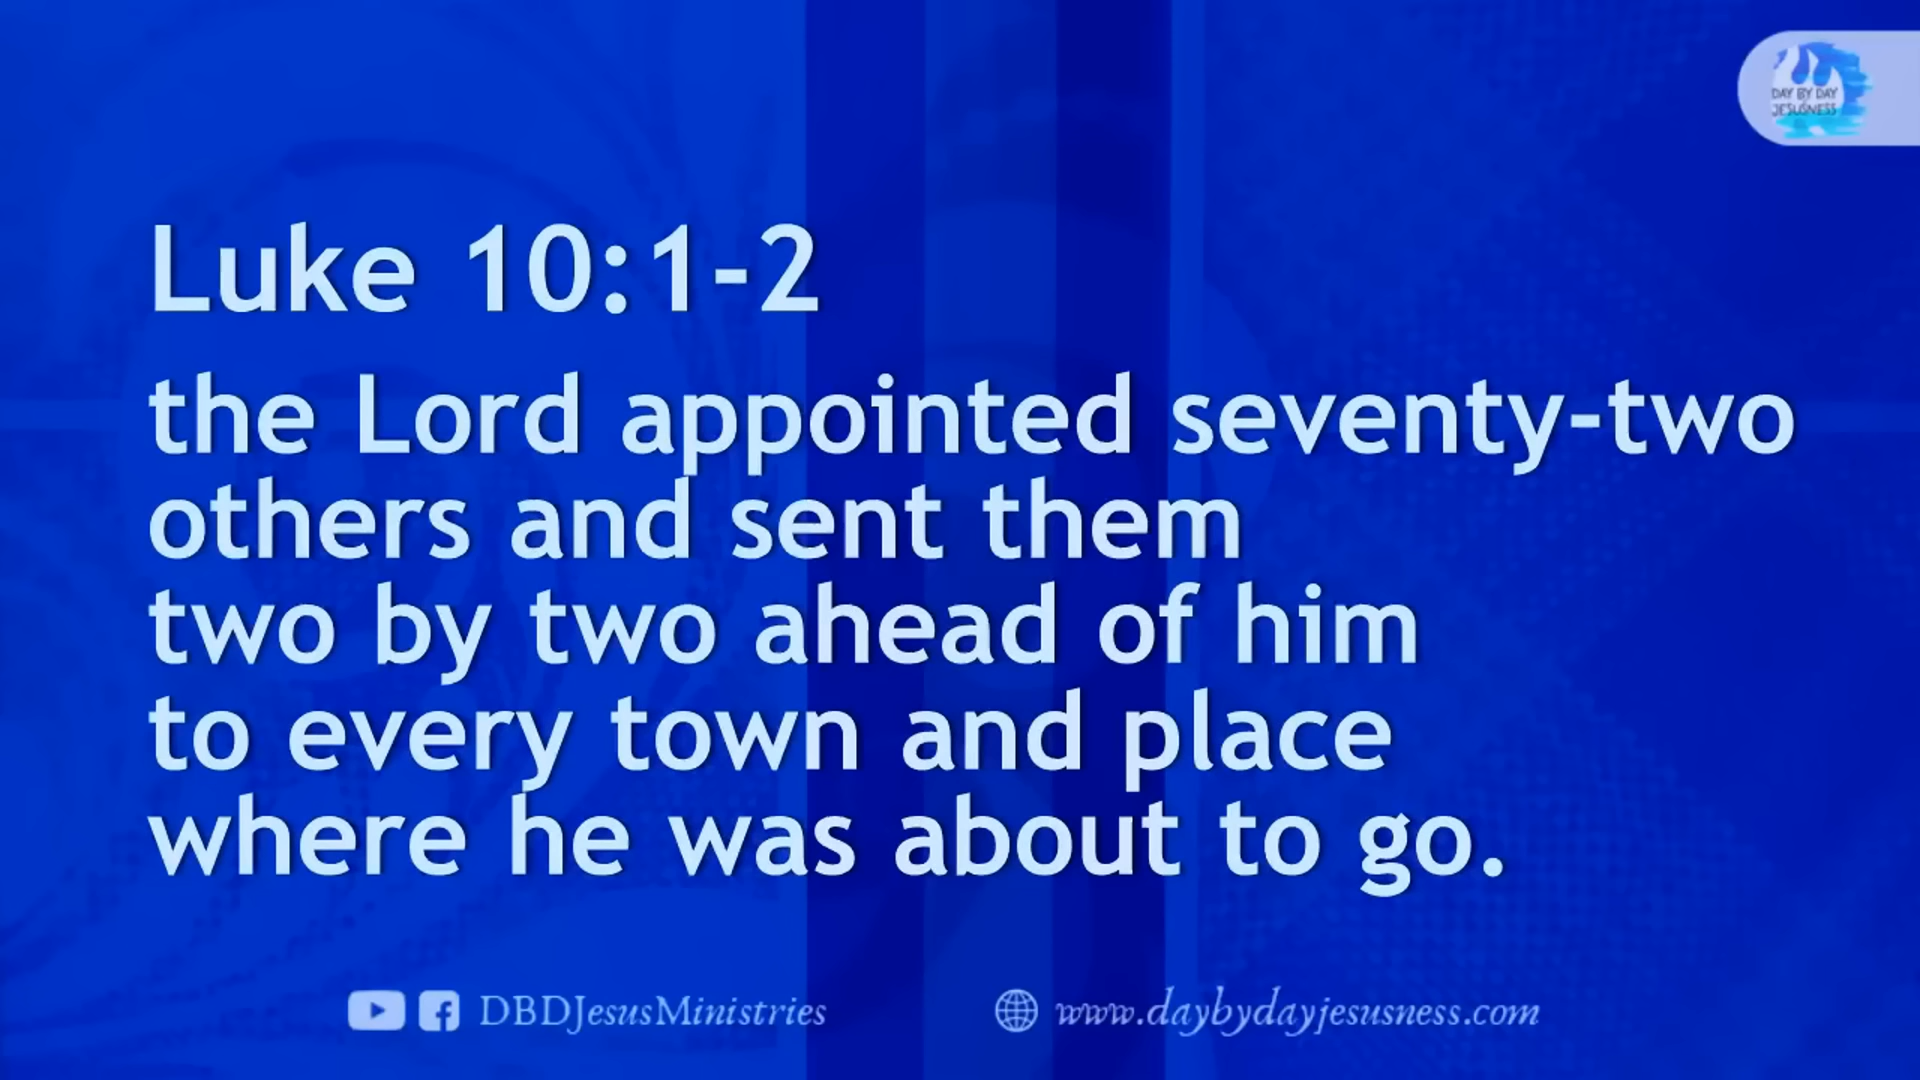 DAY BY DAY
JESUSNESS
Luke 10:1-2
the Lord appointed seventy-two
others and sent them
two by two ahead of him
to every town and place
where he was about to go.
DBDJesusMinistries
www.daybydayjesusness.com